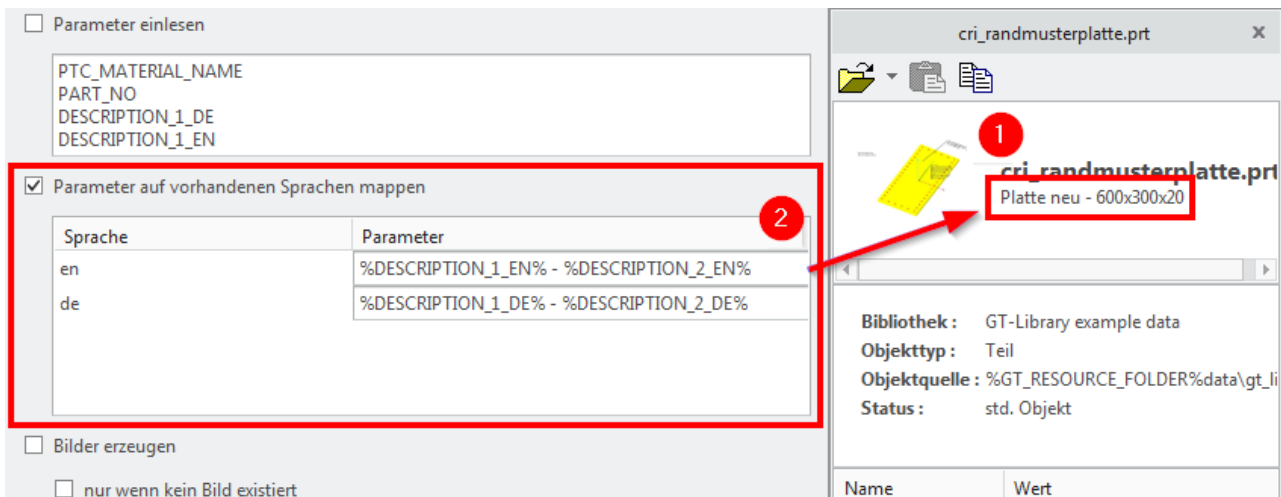 Parameter einlesen
PTC_MATERIAL_NAME
PART_NO
DESCRIPTION_1_DE
DESCRIPTION_1_EN
Parameter auf vorhandenen Sprachen mappen
2
Sprache Parameter
en %DESCRIPTION_1_EN% - %DESCRIPTION_2_EN%
de %DESCRIPTION_1_DE% - %DESCRIPTION_2_DE%
Bilder erzeugen
nur wenn kein Bild existiert
cri_randmusterplatte.prt x
1
cri_randmusterplatte.prt
Platte neu - 600x300x20
Bibliothek : GT-Library example data
Objekttyp : Teil
Objektquelle : %GT_RESOURCE_FOLDER%data\gt_li
Status : std. Objekt
Name Wert